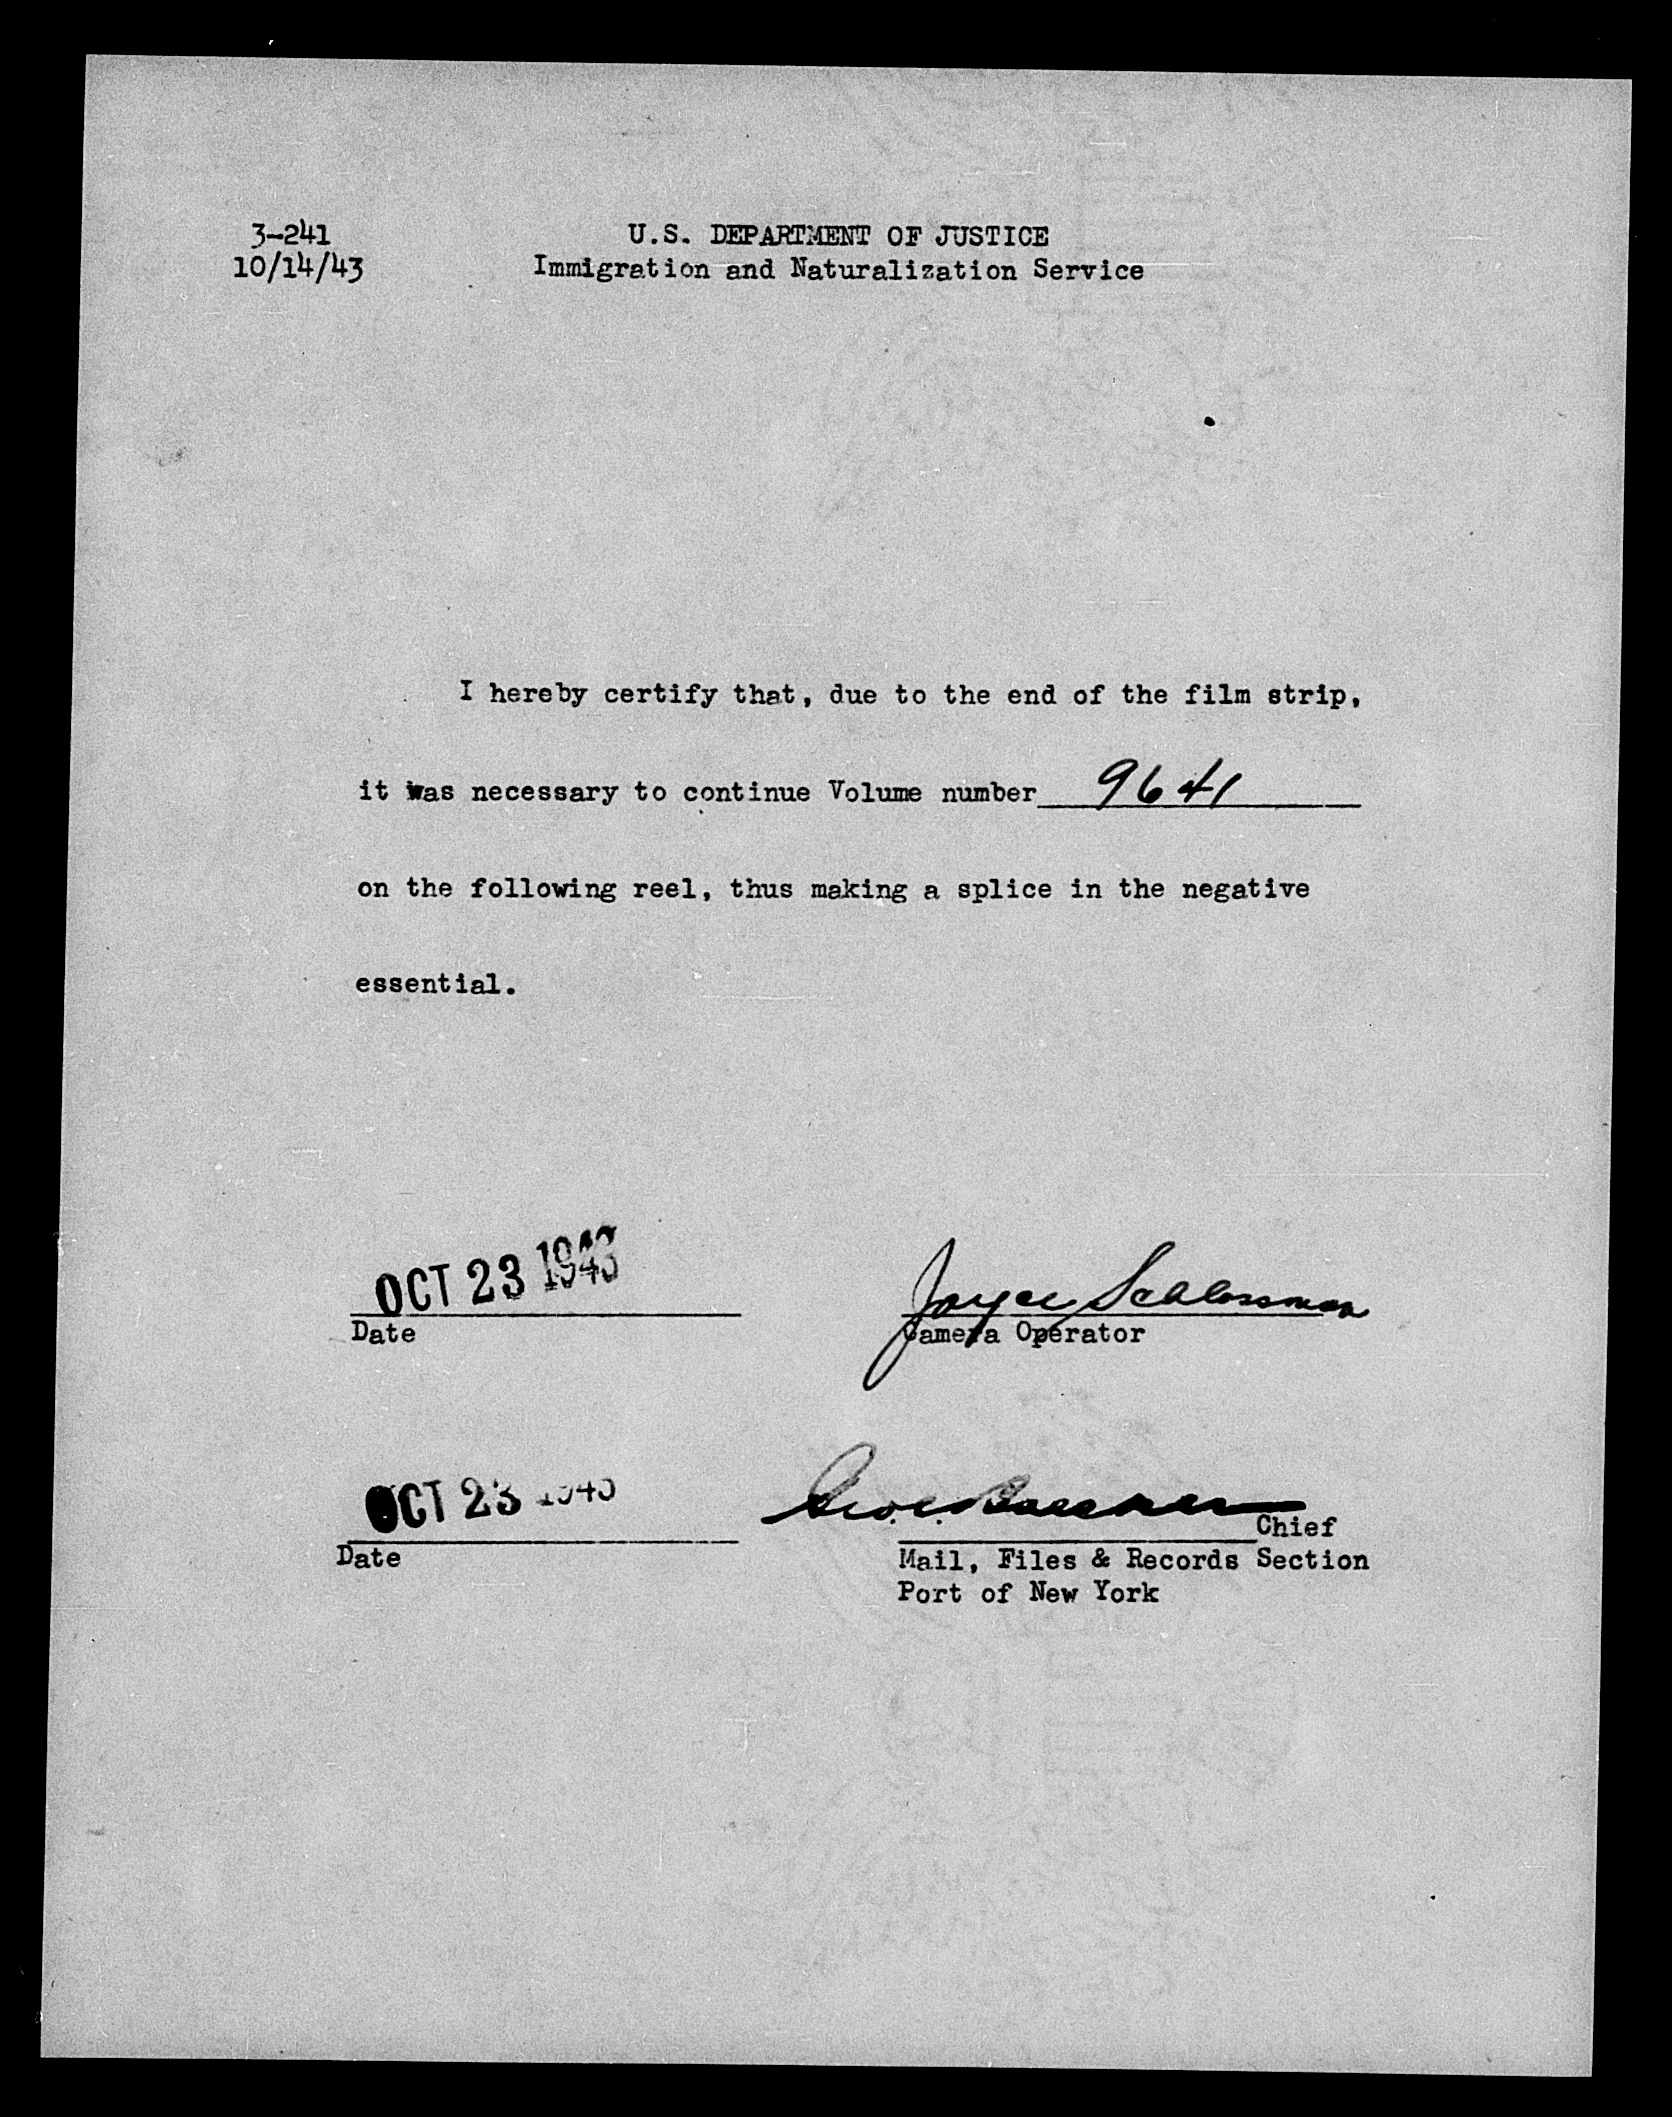 3-241
10/14/43
U.S. DEPARTMENT OF JUSTICE
Immigration and Naturalization Service
I hereby certify that, due to the end of the film strip,
it was necessary to continue Volume number 9641
on the following reel, thus making a splice in the negative
essential.
OCT 23 1943
Date
Joyce Schlossman
Camera Operator
OCT 23 1943
Date
Chief
Mail, Files & Records Section
Port of New York